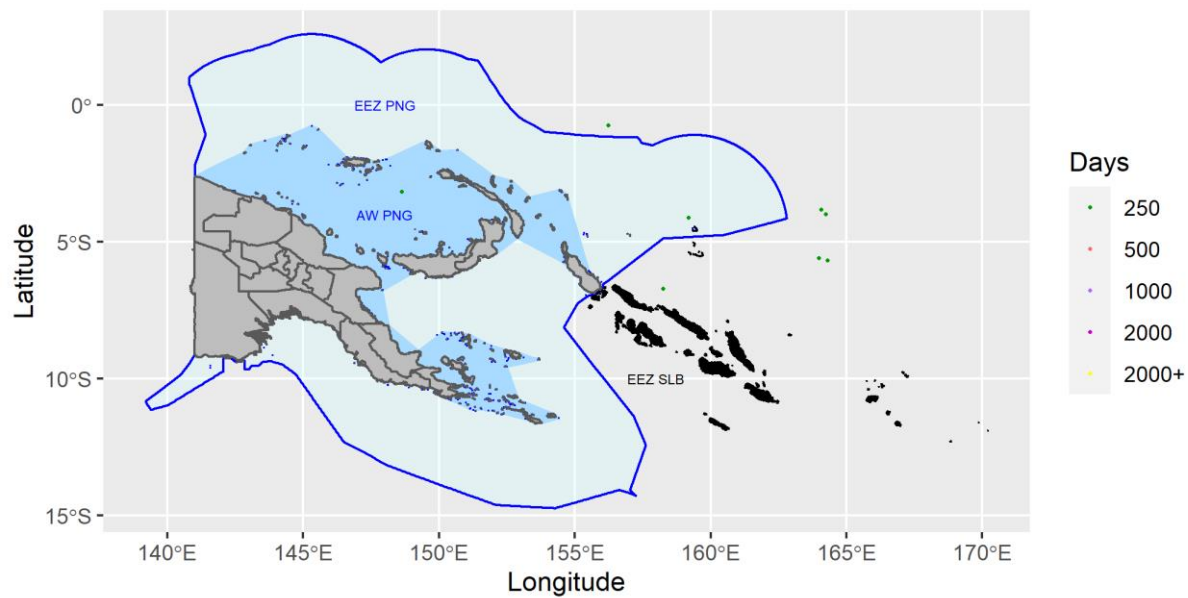 EEZ PNG
AW PNG
EEZ SLB
0°
5°S
10°S
15°S
Latitude
140°E
145°E
150°E
155°E
160°E
165°E
170°E
Longitude
Days
250
500
1000
2000
2000+